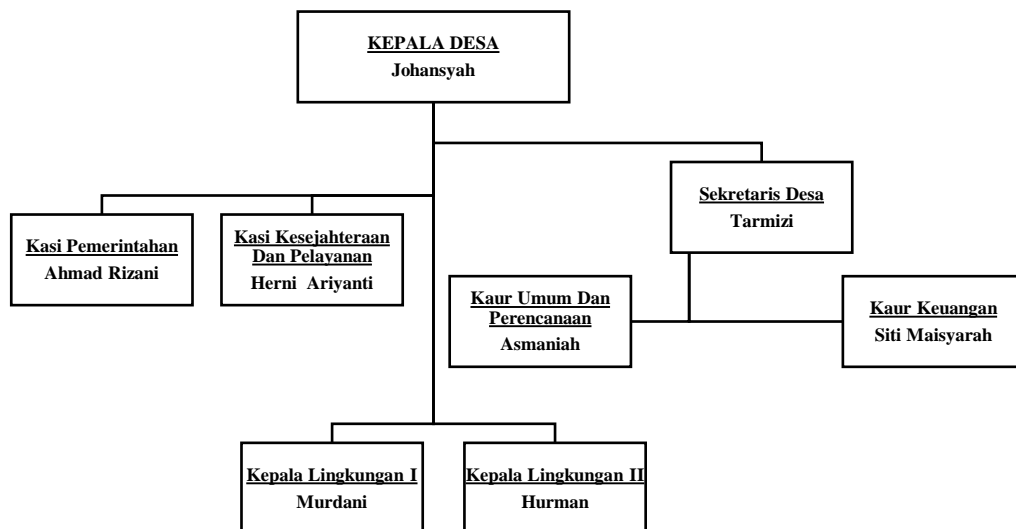 KEPALA DESA
Johansyah
Sekretaris Desa
Tarmizi
Kasi Pemerintahan
Ahmad Rizani
Kasi Kesejahteraan
Dan Pelayanan
Herni Ariyanti
Kaur Umum Dan
Perencanaan
Asmaniah
Kaur Keuangan
Siti Maisyarah
Kepala Lingkungan I
Murdani
Kepala Lingkungan II
Hurman